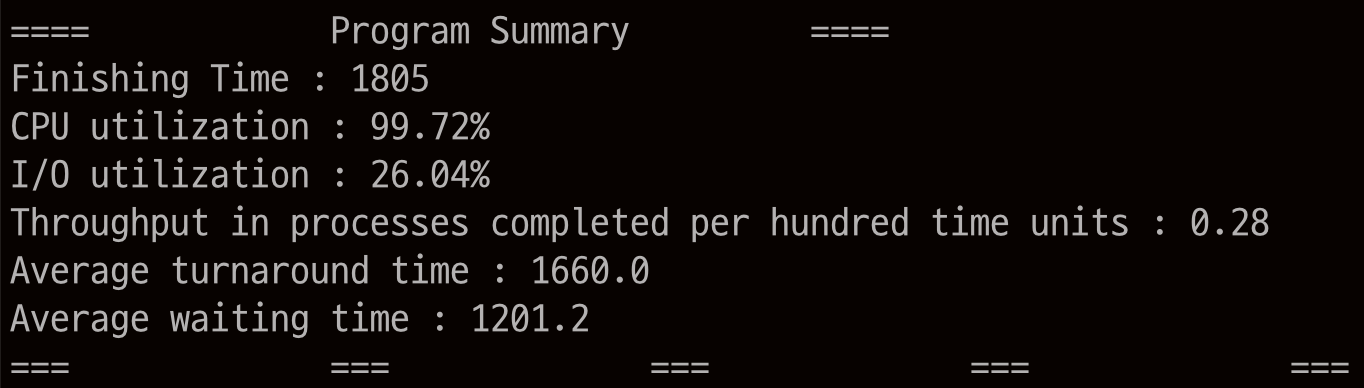 ====            Program Summary         ====
Finishing Time : 1805
CPU utilization : 99.72%
I/O utilization : 26.04%
Throughput in processes completed per hundred time units : 0.28
Average turnaround time : 1660.0
Average waiting time : 1201.2
===             ===             ===             ===             ===